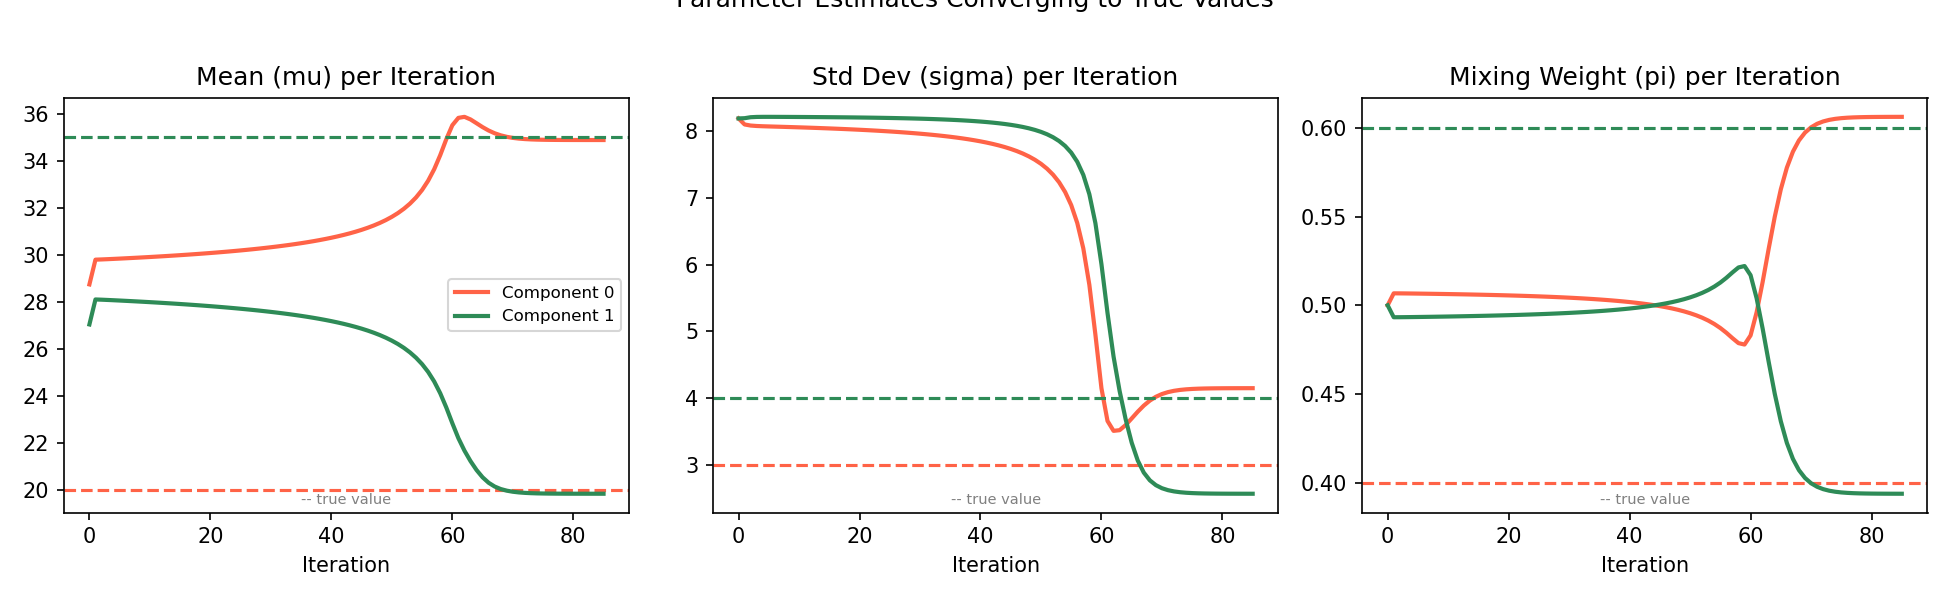 Parameter Estimates Converging to True Values
Mean (mu) per Iteration
36
34
32
30
28
26
24
22
20
Component 0
Component 1
-- true value
0 20 40 60 80
Iteration
Std Dev (sigma) per Iteration
8
7
6
5
4
3
-- true value
0 20 40 60 80
Iteration
Mixing Weight (pi) per Iteration
0.60
0.55
0.50
0.45
0.40
-- true value
0 20 40 60 80
Iteration